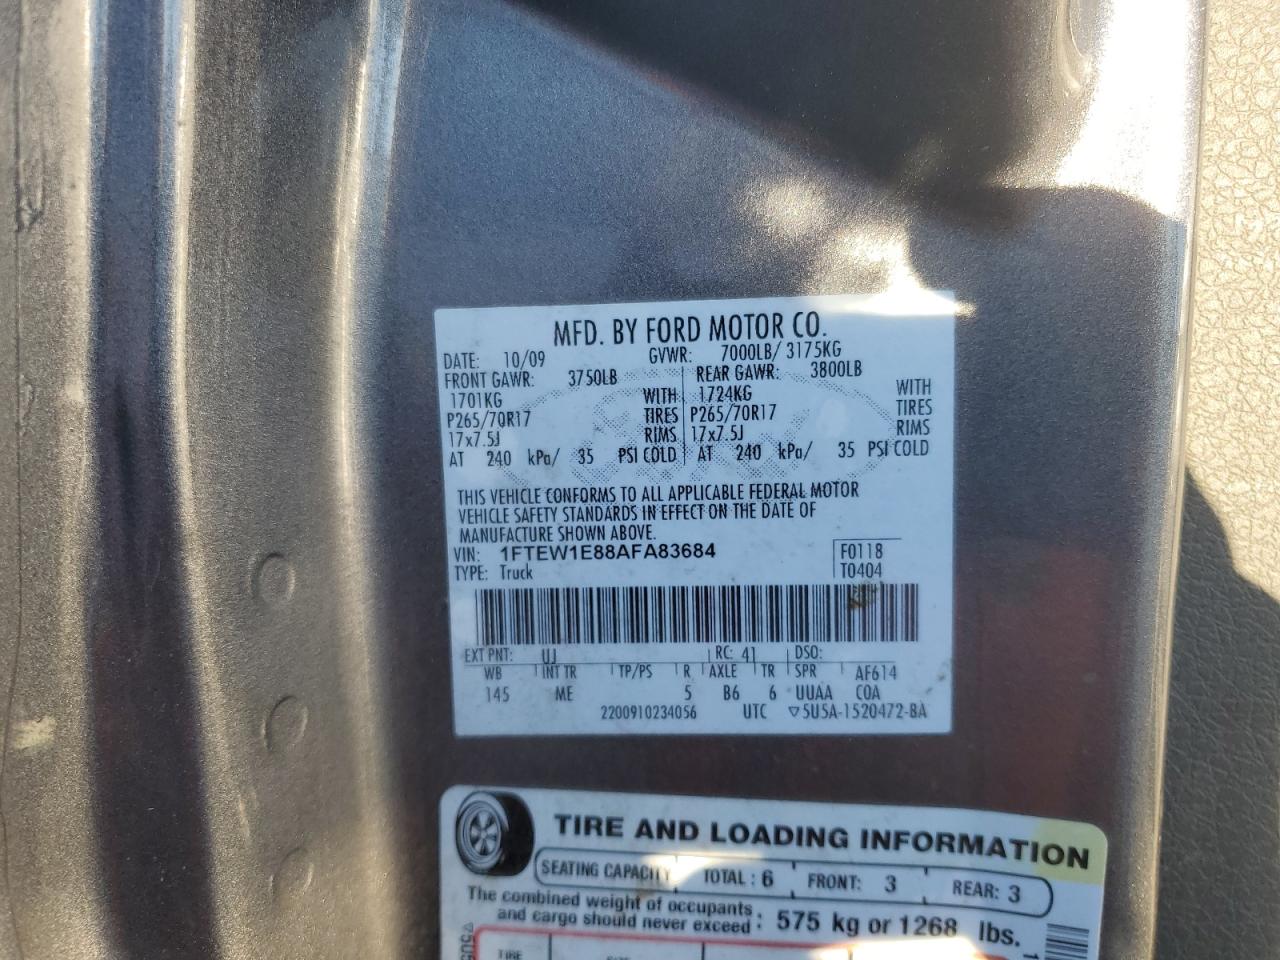 MFD. BY FORD MOTOR CO.
DATE: 10/09 GVWR: 7000LB/ 3175KG
FRONT GAWR: 3750LB REAR GAWR: 3800LB
1701KG WITH 1724KG WITH
P265/70R17 TIRES P265/70R17 TIRES
17x7.5J RIMS 17x7.5J RIMS
AT 240 kPa/ 35 PSI COLD AT 240 kPa/ 35 PSI COLD
THIS VEHICLE CONFORMS TO ALL APPLICABLE FEDERAL MOTOR
VEHICLE SAFETY STANDARDS IN EFFECT ON THE DATE OF
MANUFACTURE SHOWN ABOVE.
VIN: 1FTEW1E88AFA83684 F0118
TYPE: Truck T0404
EXT PNT: UJ RC: 41 DSO:
WB INT TR TP/PS R AXLE TR SPR AF614
145 ME 5 B6 6 UUAA COA
2200910234056 UTC ▽5U5A-1520472-BA
TIRE AND LOADING INFORMATION
SEATING CAPACITY TOTAL : 6 FRONT: 3 REAR: 3
The combined weight of occupants
and cargo should never exceed : 575 kg or 1268 lbs.
TIRE